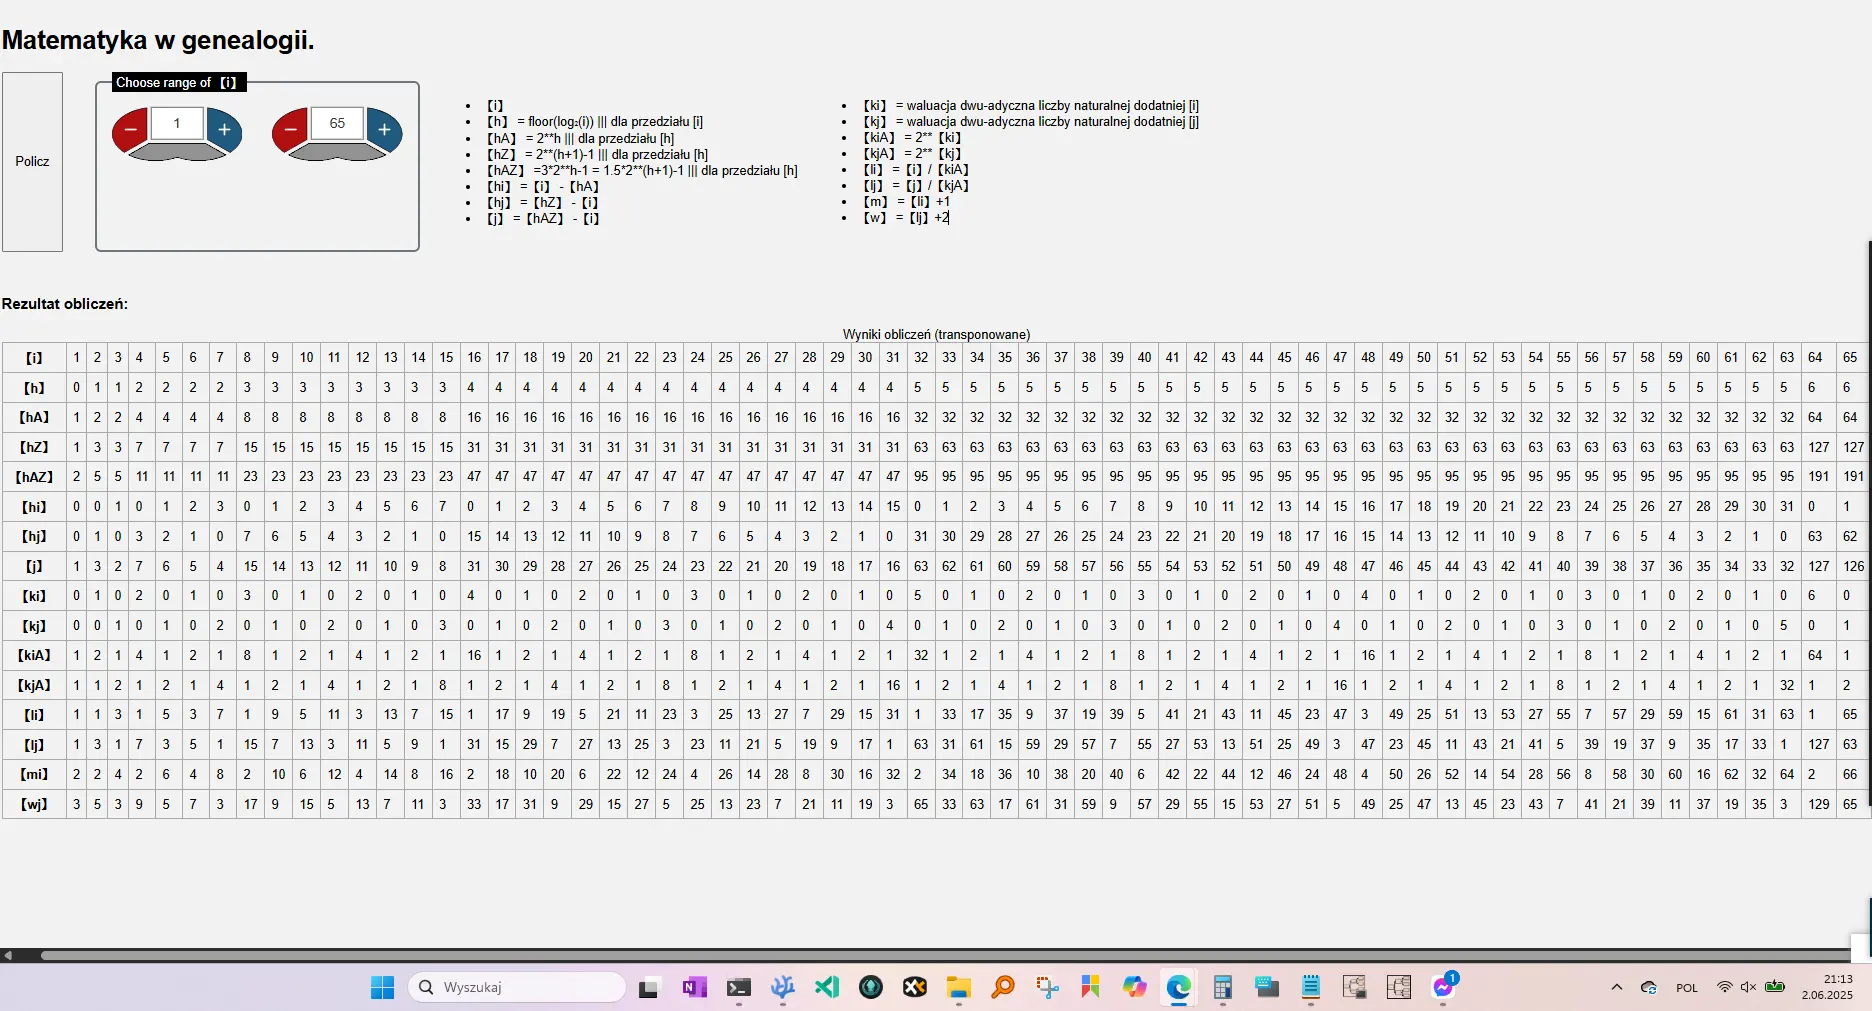 Matematyka w genealogii.
Policz
Choose range of 【i】
− 1 +
− 65 +
• 【i】
• 【h】 = floor(log₂(i)) ||| dla przedziału [i]
• 【hA】 = 2**h ||| dla przedziału [h]
• 【hZ】 = 2**(h+1)-1 ||| dla przedziału [h]
• 【hAZ】 =3*2**h-1 = 1.5*2**(h+1)-1 ||| dla przedziału [h]
• 【hi】 =【i】 -【hA】
• 【hj】 =【hZ】 -【i】
• 【j】 =【hAZ】 -【i】
• 【ki】 = waluacja dwu-adyczna liczby naturalnej dodatniej [i]
• 【kj】 = waluacja dwu-adyczna liczby naturalnej dodatniej [j]
• 【kiA】 = 2** 【ki】
• 【kjA】 = 2** 【kj】
• 【li】 =【i】/【kiA】
• 【lj】 =【j】/【kjA】
• 【m】 =【li】+1
• 【w】 =【lj】+2
Rezultat obliczeń:
Wyniki obliczeń (transponowane)
【i】 1 2 3 4 5 6 7 8 9 10 11 12 13 14 15 16 17 18 19 20 21 22 23 24 25 26 27 28 29 30 31 32 33 34 35 36 37 38 39 40 41 42 43 44 45 46 47 48 49 50 51 52 53 54 55 56 57 58 59 60 61 62 63 64 65
【h】 0 1 1 2 2 2 2 3 3 3 3 3 3 3 3 4 4 4 4 4 4 4 4 4 4 4 4 4 4 4 4 5 5 5 5 5 5 5 5 5 5 5 5 5 5 5 5 5 5 5 5 5 5 5 5 5 5 5 5 5 5 5 5 6 6
【hA】 1 2 2 4 4 4 4 8 8 8 8 8 8 8 8 16 16 16 16 16 16 16 16 16 16 16 16 16 16 16 16 32 32 32 32 32 32 32 32 32 32 32 32 32 32 32 32 32 32 32 32 32 32 32 32 32 32 32 32 32 32 32 32 64 64
【hZ】 1 3 3 7 7 7 7 15 15 15 15 15 15 15 15 31 31 31 31 31 31 31 31 31 31 31 31 31 31 31 31 63 63 63 63 63 63 63 63 63 63 63 63 63 63 63 63 63 63 63 63 63 63 63 63 63 63 63 63 63 63 63 63 127 127
【hAZ】 2 5 5 11 11 11 11 23 23 23 23 23 23 23 23 47 47 47 47 47 47 47 47 47 47 47 47 47 47 47 47 95 95 95 95 95 95 95 95 95 95 95 95 95 95 95 95 95 95 95 95 95 95 95 95 95 95 95 95 95 95 95 95 191 191
【hi】 0 0 1 0 1 2 3 0 1 2 3 4 5 6 7 0 1 2 3 4 5 6 7 8 9 10 11 12 13 14 15 0 1 2 3 4 5 6 7 8 9 10 11 12 13 14 15 16 17 18 19 20 21 22 23 24 25 26 27 28 29 30 31 0 1
【hj】 0 1 0 3 2 1 0 7 6 5 4 3 2 1 0 15 14 13 12 11 10 9 8 7 6 5 4 3 2 1 0 31 30 29 28 27 26 25 24 23 22 21 20 19 18 17 16 15 14 13 12 11 10 9 8 7 6 5 4 3 2 1 0 63 62
【j】 1 3 2 7 6 5 4 15 14 13 12 11 10 9 8 31 30 29 28 27 26 25 24 23 22 21 20 19 18 17 16 63 62 61 60 59 58 57 56 55 54 53 52 51 50 49 48 47 46 45 44 43 42 41 40 39 38 37 36 35 34 33 32 127 126
【ki】 0 1 0 2 0 1 0 3 0 1 0 2 0 1 0 4 0 1 0 2 0 1 0 3 0 1 0 2 0 1 0 5 0 1 0 2 0 1 0 3 0 1 0 2 0 1 0 4 0 1 0 2 0 1 0 3 0 1 0 2 0 1 0 6 0
【kj】 0 0 1 0 1 0 2 0 1 0 2 0 1 0 3 0 1 0 2 0 1 0 3 0 1 0 2 0 1 0 4 0 1 0 2 0 1 0 3 0 1 0 2 0 1 0 4 0 1 0 2 0 1 0 3 0 1 0 2 0 1 0 5 0 1
【kiA】 1 2 1 4 1 2 1 8 1 2 1 4 1 2 1 16 1 2 1 4 1 2 1 8 1 2 1 4 1 2 1 32 1 2 1 4 1 2 1 8 1 2 1 4 1 2 1 16 1 2 1 4 1 2 1 8 1 2 1 4 1 2 1 64 1
【kjA】 1 1 2 1 2 1 4 1 2 1 4 1 2 1 8 1 2 1 4 1 2 1 8 1 2 1 4 1 2 1 16 1 2 1 4 1 2 1 8 1 2 1 4 1 2 1 16 1 2 1 4 1 2 1 8 1 2 1 4 1 2 1 32 1 2
【li】 1 1 3 1 5 3 7 1 9 5 11 3 13 7 15 1 17 9 19 5 21 11 23 3 25 13 27 7 29 15 31 1 33 17 35 9 37 19 39 5 41 21 43 11 45 23 47 3 49 25 51 13 53 27 55 7 57 29 59 15 61 31 63 1 65
【lj】 1 3 1 7 3 5 1 15 7 13 3 11 5 9 1 31 15 29 7 27 13 25 3 23 11 21 5 19 9 17 1 63 31 61 15 59 29 57 7 55 27 53 13 51 25 49 3 47 23 45 11 43 21 41 5 39 19 37 9 35 17 33 1 127 63
【mi】 2 2 4 2 6 4 8 2 10 6 12 4 14 8 16 2 18 10 20 6 22 12 24 4 26 14 28 8 30 16 32 2 34 18 36 10 38 20 40 6 42 22 44 12 46 24 48 4 50 26 52 14 54 28 56 8 58 30 60 16 62 32 64 2 66
【wj】 3 5 3 9 5 7 3 17 9 15 5 13 7 11 3 33 17 31 9 29 15 27 5 25 13 23 7 21 11 19 3 65 33 63 17 61 31 59 9 57 29 55 15 53 27 51 5 49 25 47 13 45 23 43 7 41 21 39 11 37 19 35 3 129 65
Wyszukaj
1
POL
21:13
2.06.2025